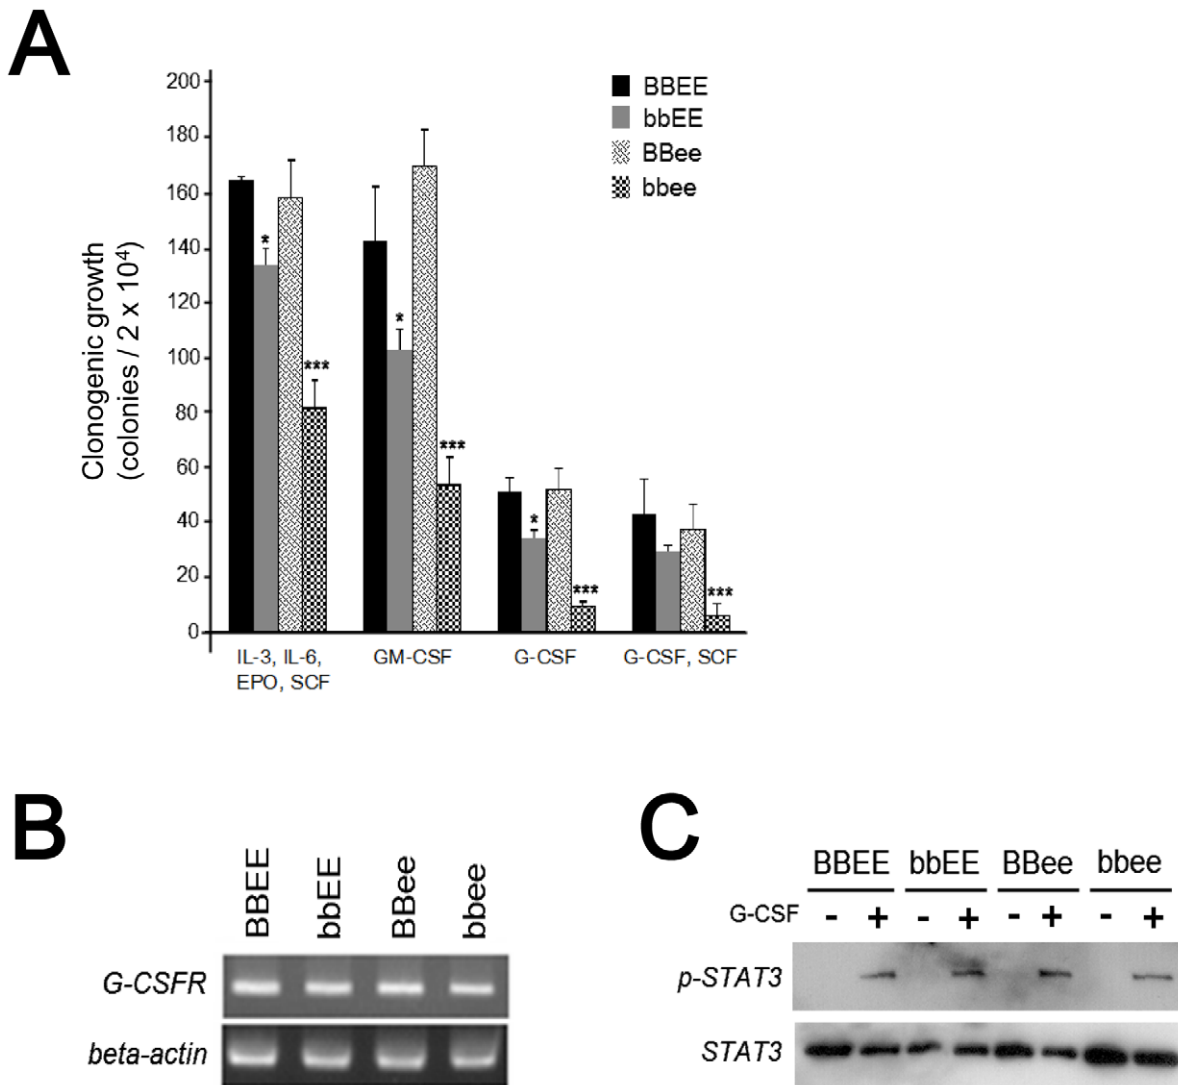 A
200
180
160
140
120
100
80
60
40
20
0
Clonogenic growth
(colonies / 2 x 10⁴)
BBEE
bbEE
BBee
bbee
* *** * *** * *** ***
IL-3, IL-6,
EPO, SCF
GM-CSF
G-CSF
G-CSF, SCF
B
BBEE bbEE BBee bbee
G-CSFR
beta-actin
C
BBEE bbEE BBee bbee
G-CSF - + - + - + - +
p-STAT3
STAT3